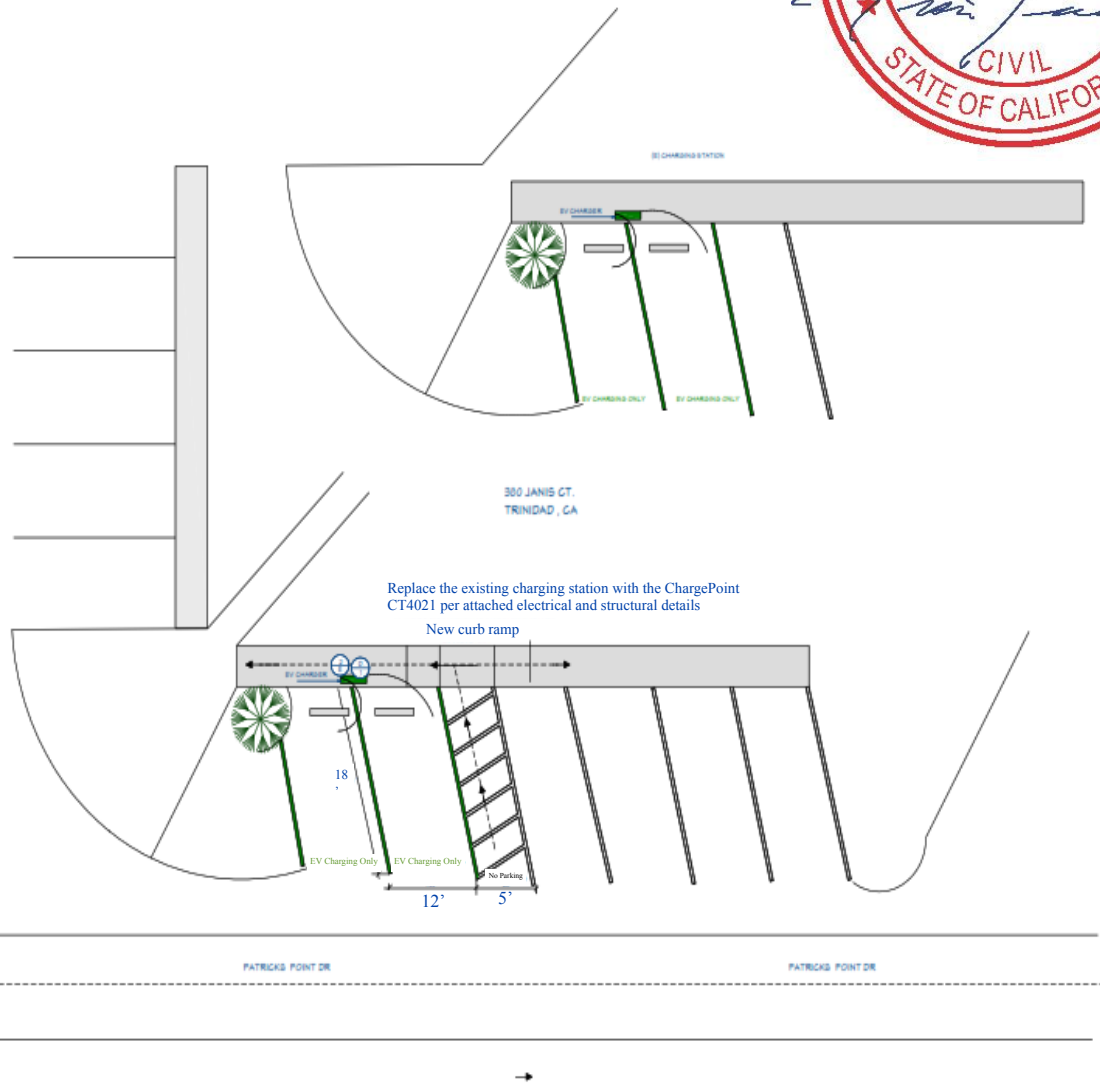 CIVIL
STATE OF CALIFOR
(E) CHARGING STATION
EV CHARGER
EV CHARGING ONLY
EV CHARGING ONLY
380 JANIS CT.
TRINIDAD, CA
Replace the existing charging station with the ChargePoint
CT4021 per attached electrical and structural details
New curb ramp
EV CHARGER
18
’
EV Charging Only
EV Charging Only
No Parking
12’
5’
PATRICKS POINT DR
PATRICKS POINT DR